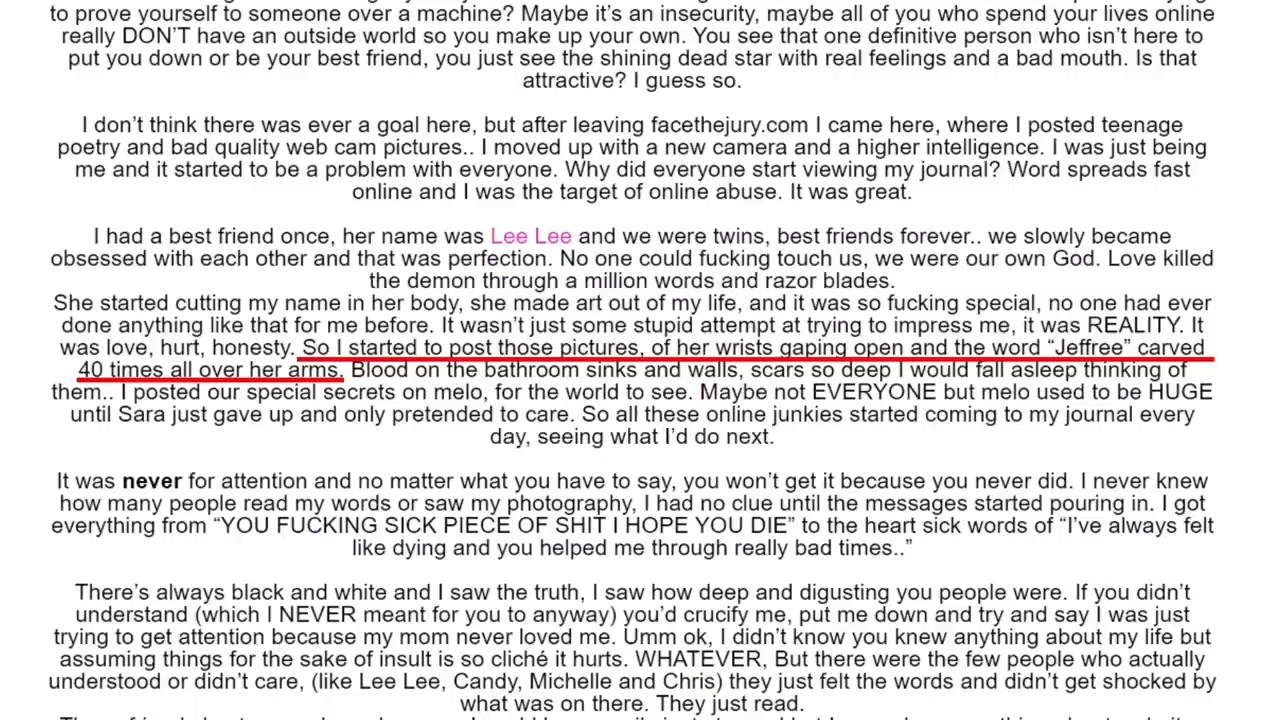 to prove yourself to someone over a machine? Maybe it's an insecurity, maybe all of you who spend your lives online
really DON'T have an outside world so you make up your own. You see that one definitive person who isn't here to
put you down or be your best friend, you just see the shining dead star with real feelings and a bad mouth. Is that
attractive? I guess so.
I don't think there was ever a goal here, but after leaving facethejury.com I came here, where I posted teenage
poetry and bad quality web cam pictures.. I moved up with a new camera and a higher intelligence. I was just being
me and it started to be a problem with everyone. Why did everyone start viewing my journal? Word spreads fast
online and I was the target of online abuse. It was great.
I had a best friend once, her name was Lee Lee and we were twins, best friends forever.. we slowly became
obsessed with each other and that was perfection. No one could fucking touch us, we were our own God. Love killed
the demon through a million words and razor blades.
She started cutting my name in her body, she made art out of my life, and it was so fucking special, no one had ever
done anything like that for me before. It wasn't just some stupid attempt at trying to impress me, it was REALITY. It
was love, hurt, honesty. So I started to post those pictures, of her wrists gaping open and the word “Jeffree” carved
40 times all over her arms. Blood on the bathroom sinks and walls, scars so deep I would fall asleep thinking of
them.. I posted our special secrets on melo, for the world to see. Maybe not EVERYONE but melo used to be HUGE
until Sara just gave up and only pretended to care. So all these online junkies started coming to my journal every
day, seeing what I'd do next.
It was never for attention and no matter what you have to say, you won't get it because you never did. I never knew
how many people read my words or saw my photography, I had no clue until the messages started pouring in. I got
everything from “YOU FUCKING SICK PIECE OF SHIT I HOPE YOU DIE” to the heart sick words of “I've always felt
like dying and you helped me through really bad times..”
There's always black and white and I saw the truth, I saw how deep and digusting you people were. If you didn't
understand (which I NEVER meant for you to anyway) you'd crucify me, put me down and try and say I was just
trying to get attention because my mom never loved me. Umm ok, I didn't know you knew anything about my life but
assuming things for the sake of insult is so cliché it hurts. WHATEVER, But there were the few people who actually
understood or didn't care, (like Lee Lee, Candy, Michelle and Chris) they just felt the words and didn't get shocked by
what was on there. They just read.